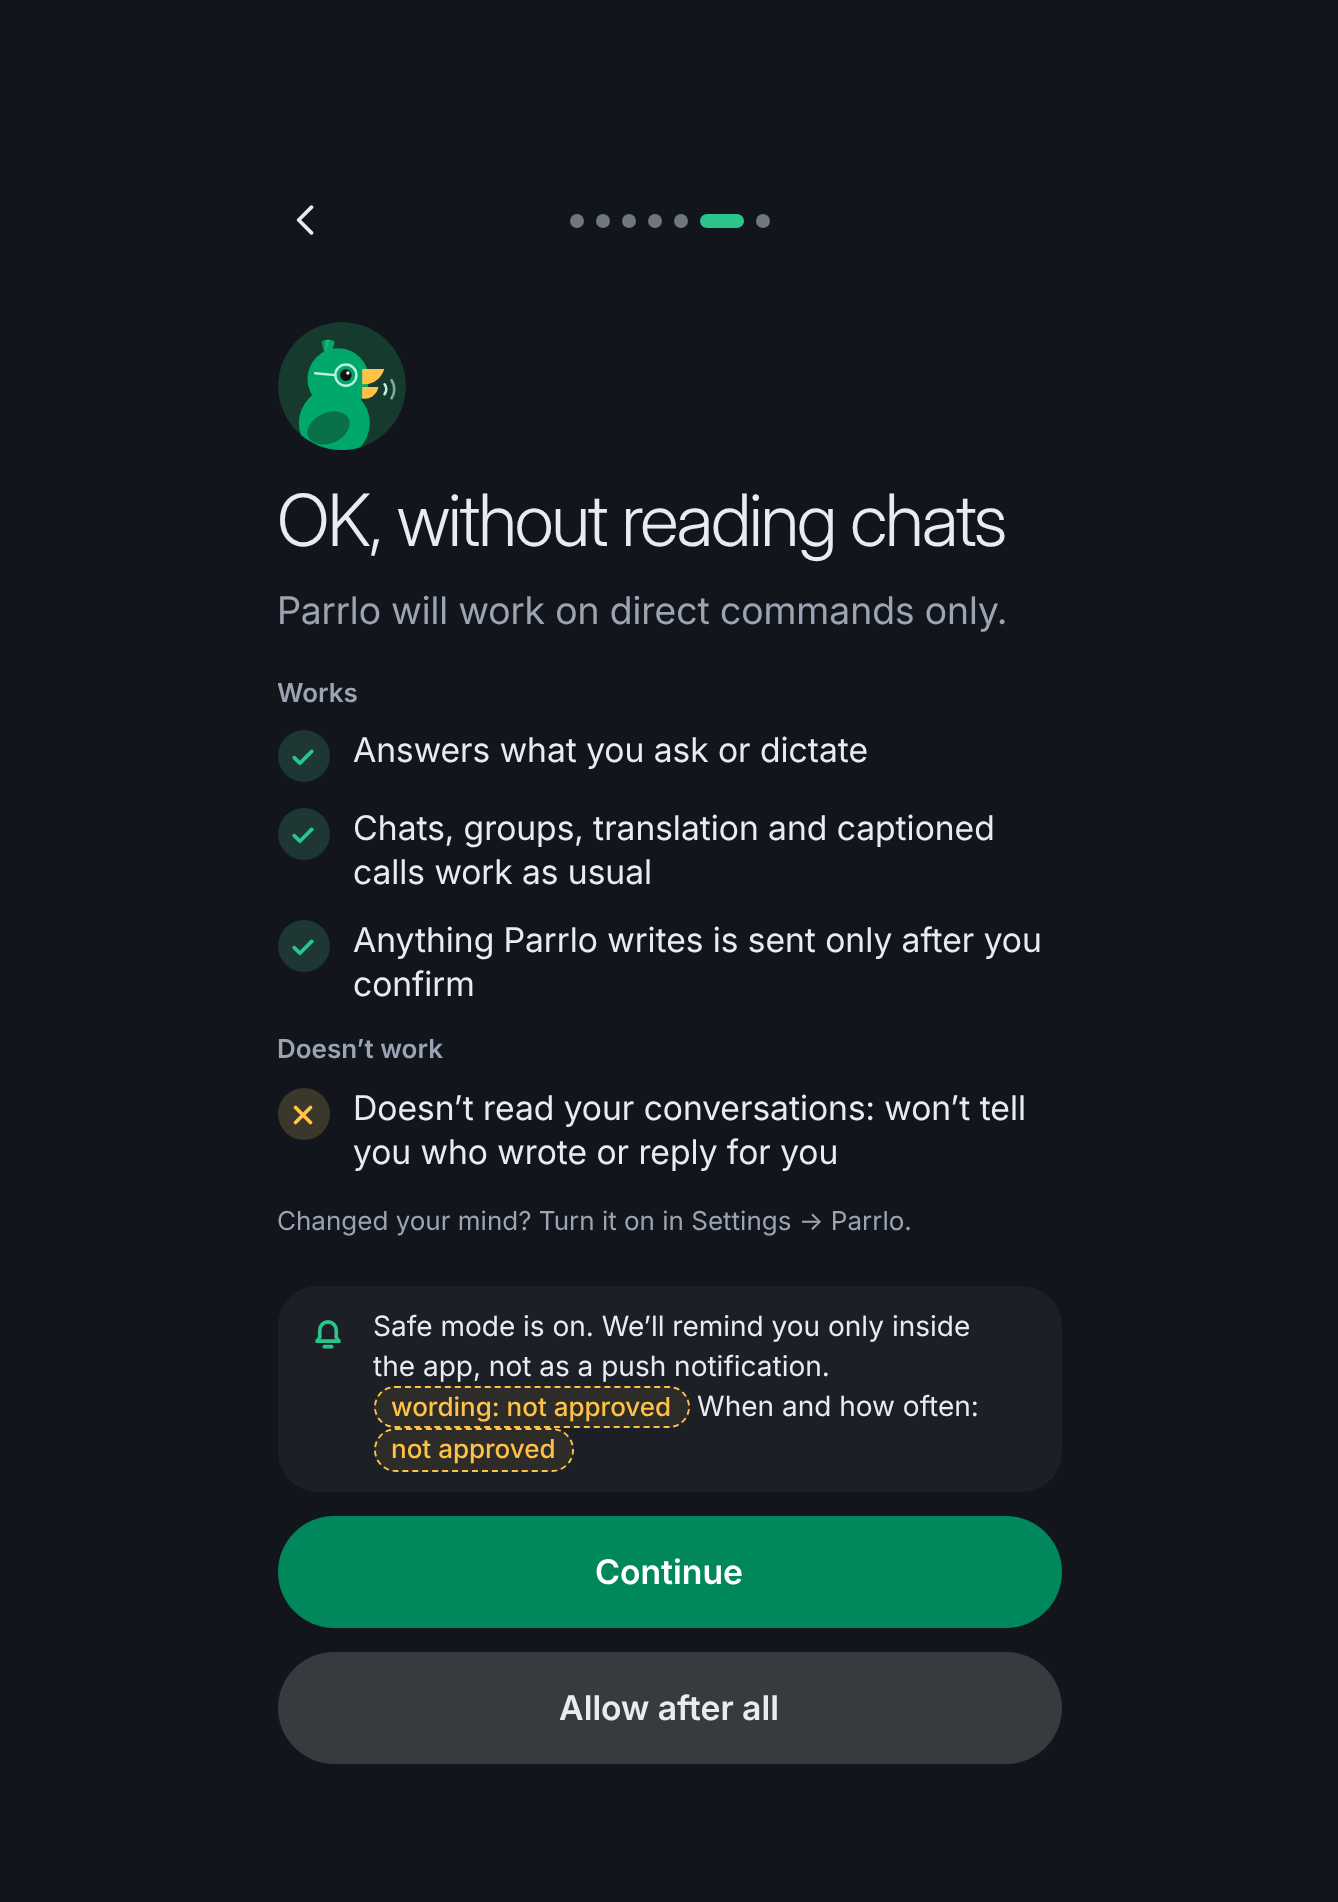 OK, without reading chats
Parrlo will work on direct commands only.
Works
Answers what you ask or dictate
Chats, groups, translation and captioned
calls work as usual
Anything Parrlo writes is sent only after you
confirm
Doesn’t work
Doesn’t read your conversations: won’t tell
you who wrote or reply for you
Changed your mind? Turn it on in Settings → Parrlo.
Safe mode is on. We’ll remind you only inside
the app, not as a push notification.
wording: not approved When and how often:
not approved
Continue
Allow after all